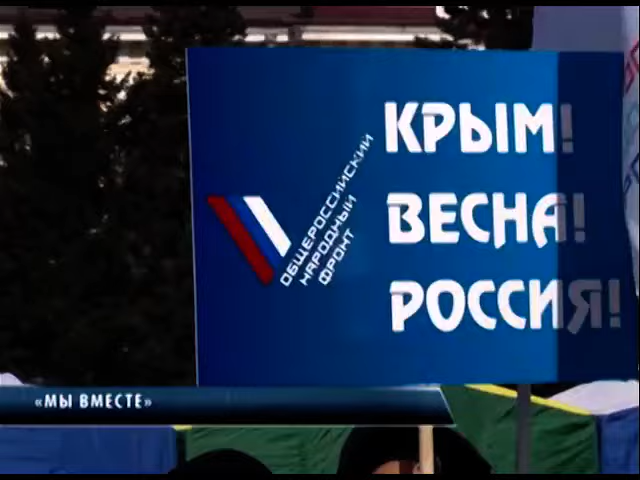 КРЫМ!
ВЕСНА!
РОССИЯ!
ОБЩЕРОССИЙСКИЙ
НАРОДНЫЙ
ФРОНТ
«МЫ ВМЕСТЕ»